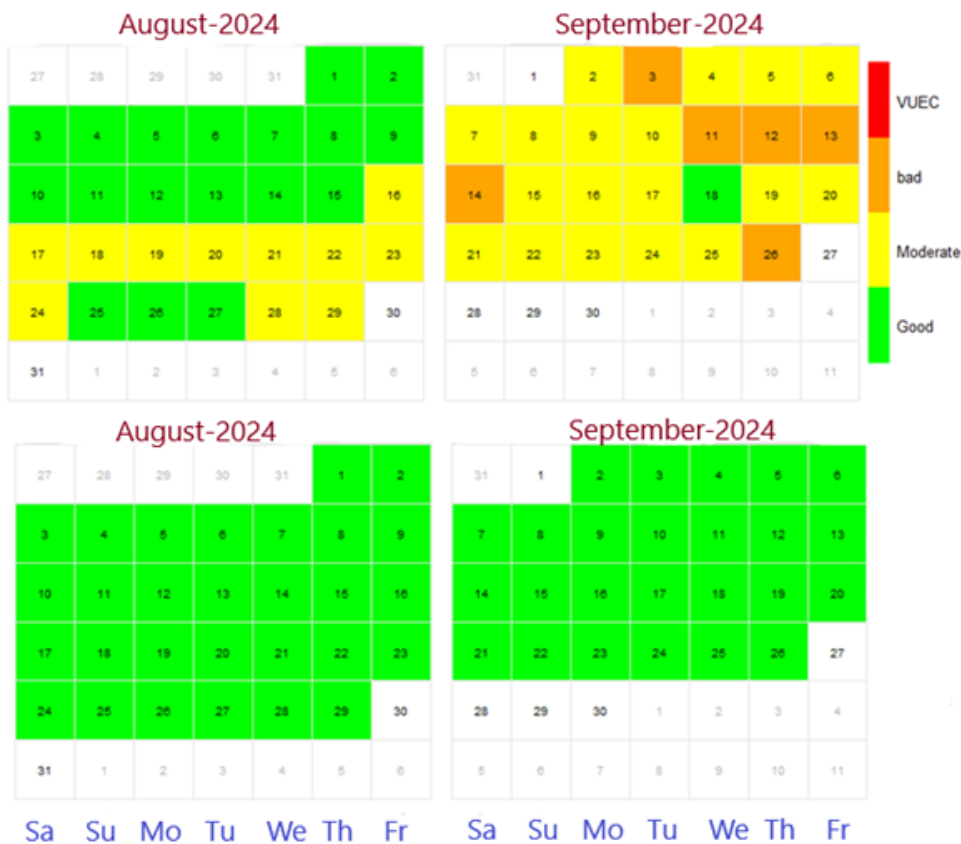 August-2024 September-2024
27 28 29 30 31 1 2 31 1 2 3 4 5 6
VUEC
3 4 5 6 7 8 9 7 8 9 10 11 12 13
bad
10 11 12 13 14 15 16 14 15 16 17 18 19 20
17 18 19 20 21 22 23 21 22 23 24 25 26 27
Moderate
24 25 26 27 28 29 30 28 29 30 1 2 3 4
Good
31 1 2 3 4 5 6 5 6 7 8 9 10 11
August-2024 September-2024
27 28 29 30 31 1 2 31 1 2 3 4 5 6
3 4 5 6 7 8 9 7 8 9 10 11 12 13
10 11 12 13 14 15 16 14 15 16 17 18 19 20
17 18 19 20 21 22 23 21 22 23 24 25 26 27
24 25 26 27 28 29 30 28 29 30 1 2 3 4
31 1 2 3 4 5 6 5 6 7 8 9 10 11
Sa Su Mo Tu We Th Fr Sa Su Mo Tu We Th Fr